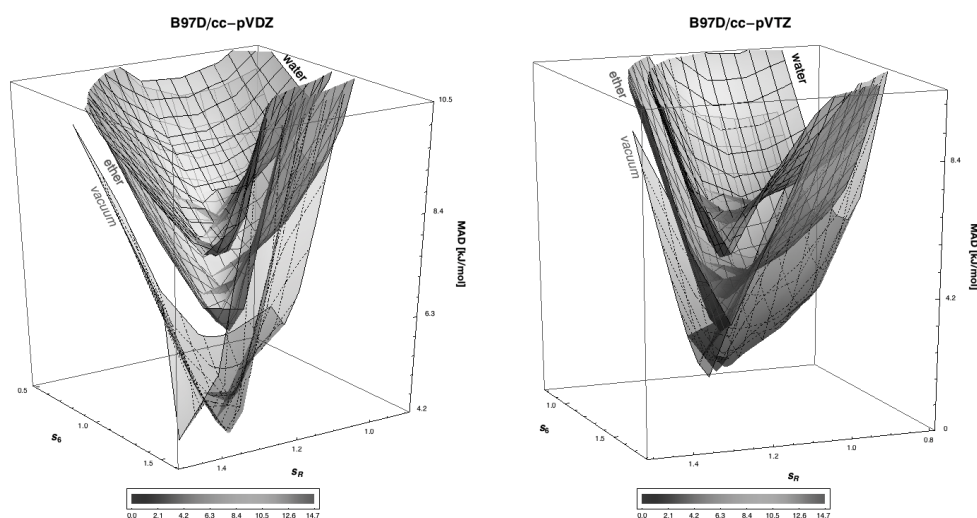 B97D/cc−pVDZ
water
ether
vacuum
10.5
8.4
6.3
4.2
MAD [kJ/mol]
0.5
1.0
1.5
s6
1.4
1.2
1.0
sR
0.0 2.1 4.2 6.3 8.4 10.5 12.6 14.7
B97D/cc−pVTZ
water
ether
vacuum
8.4
4.2
0
MAD [kJ/mol]
1.0
1.5
s6
1.4
1.2
1.0
0.8
sR
0.0 2.1 4.2 6.3 8.4 10.5 12.6 14.7